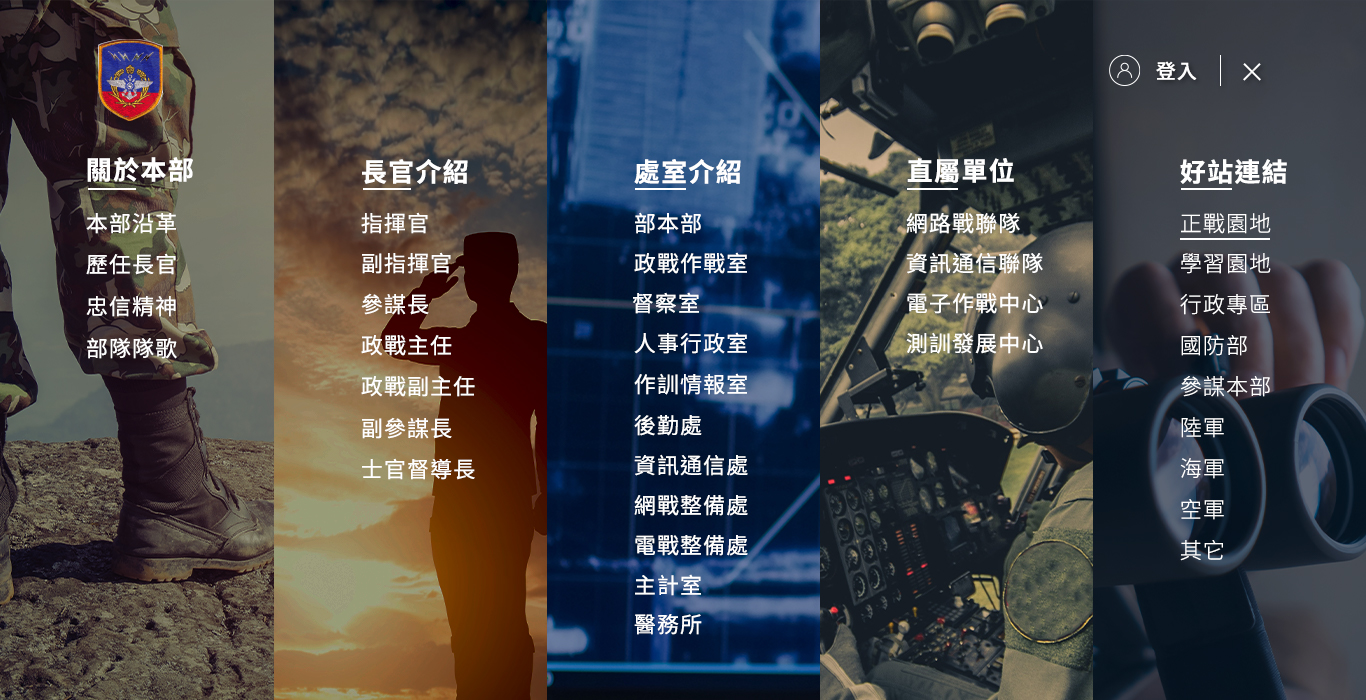 登入
關於本部
本部沿革
歷任長官
忠信精神
部隊隊歌
長官介紹
指揮官
副指揮官
參謀長
政戰主任
政戰副主任
副參謀長
士官督導長
處室介紹
部本部
政戰作戰室
督察室
人事行政室
作訓情報室
後勤處
資訊通信處
網戰整備處
電戰整備處
主計室
醫務所
直屬單位
網路戰聯隊
資訊通信聯隊
電子作戰中心
測訓發展中心
好站連結
正戰園地
學習園地
行政專區
國防部
參謀本部
陸軍
海軍
空軍
其它